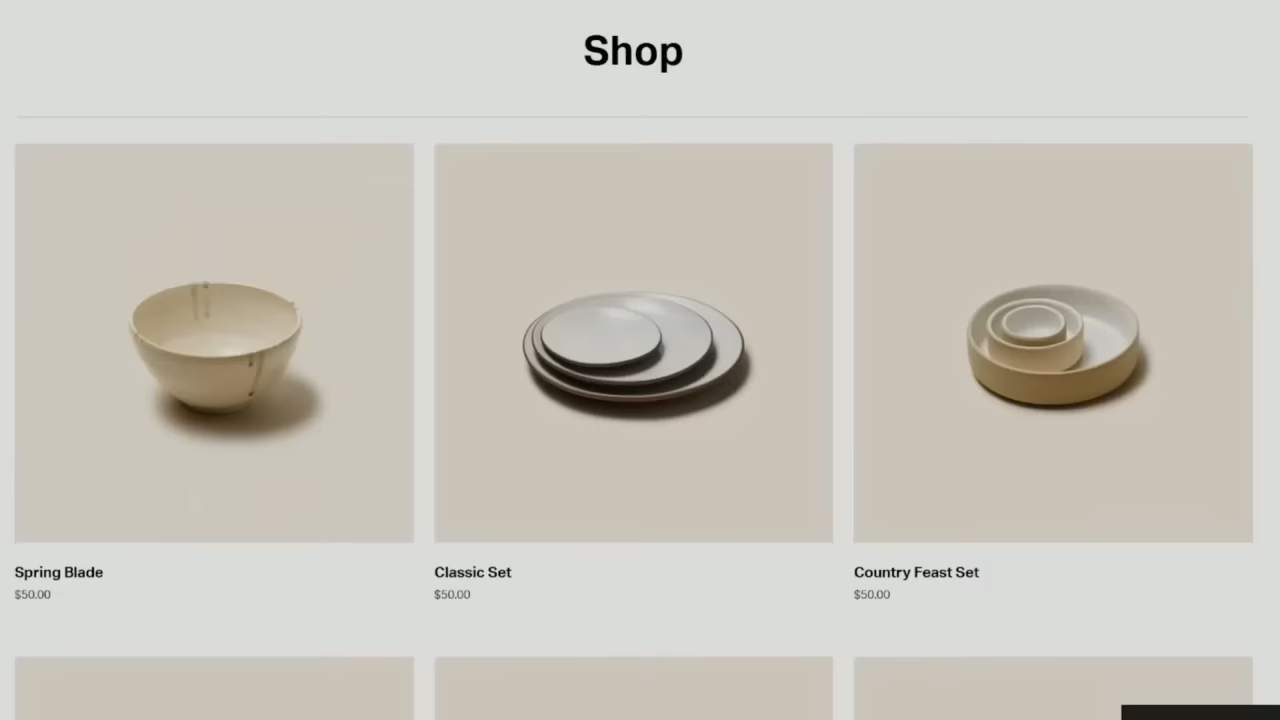 Shop
Spring Blade
$50.00
Classic Set
$50.00
Country Feast Set
$50.00